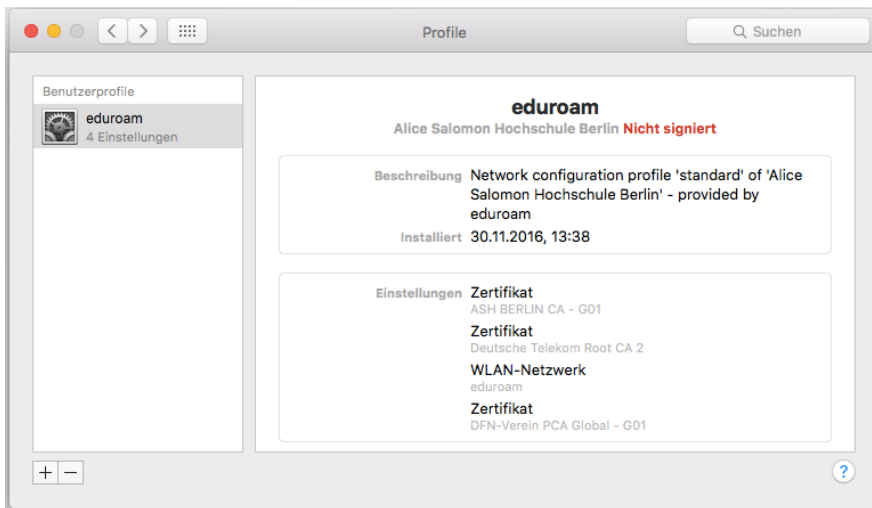 Profile
Suchen
Benutzerprofile
eduroam
4 Einstellungen
eduroam
Alice Salomon Hochschule Berlin Nicht signiert
Beschreibung Network configuration profile 'standard' of 'Alice
Salomon Hochschule Berlin' - provided by
eduroam
Installiert 30.11.2016, 13:38
Einstellungen Zertifikat
ASH BERLIN CA - G01
Zertifikat
Deutsche Telekom Root CA 2
WLAN-Netzwerk
eduroam
Zertifikat
DFN-Verein PCA Global - G01
+ −
?